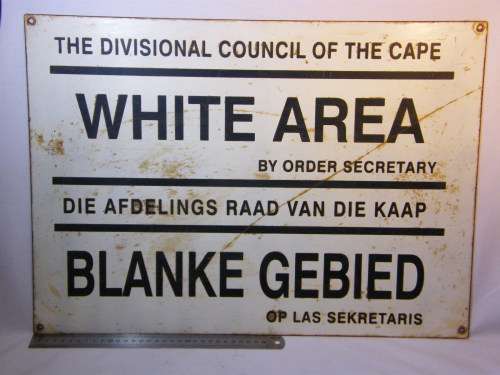 THE DIVISIONAL COUNCIL OF THE CAPE
WHITE AREA
BY ORDER SECRETARY
DIE AFDELINGS RAAD VAN DIE KAAP
BLANKE GEBIED
OP LAS SEKRETARIS